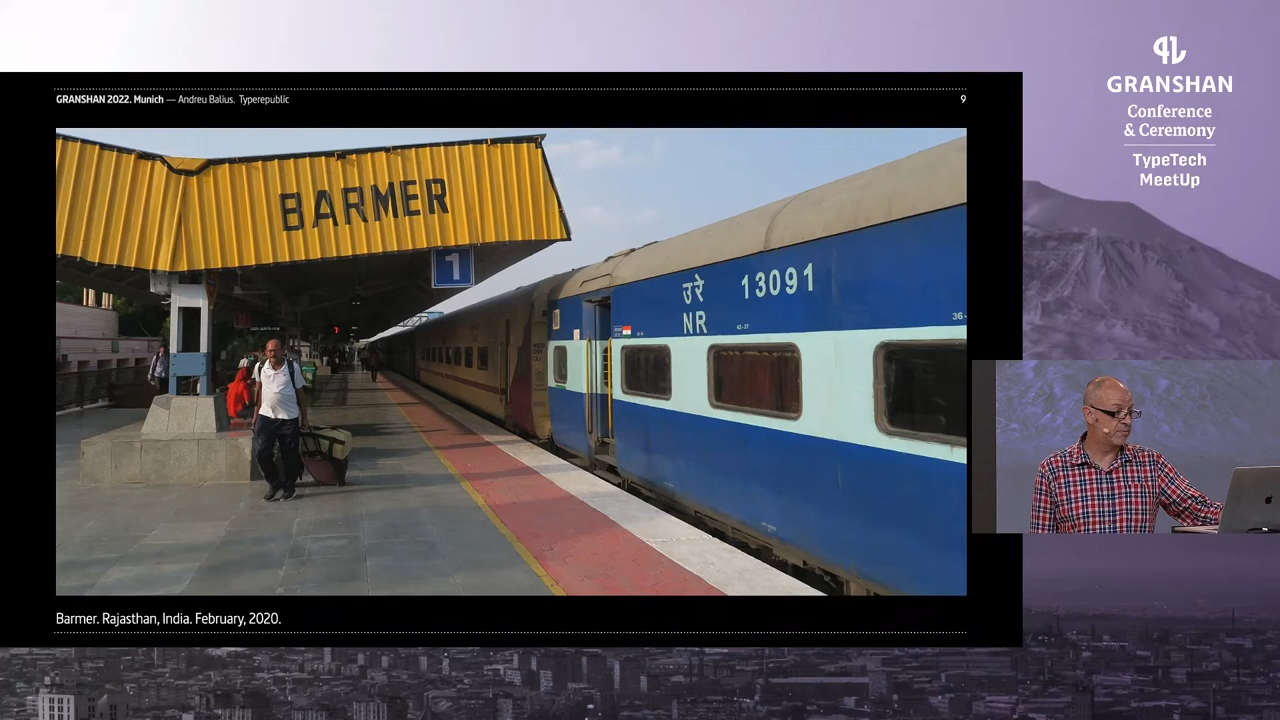 GRANSHAN
Conference
& Ceremony
TypeTech
MeetUp
GRANSHAN 2022. Munich — Andreu Balius. Typerepublic
9
BARMER
1
उरे 13091
NR
36-
Barmer. Rajasthan, India. February, 2020.